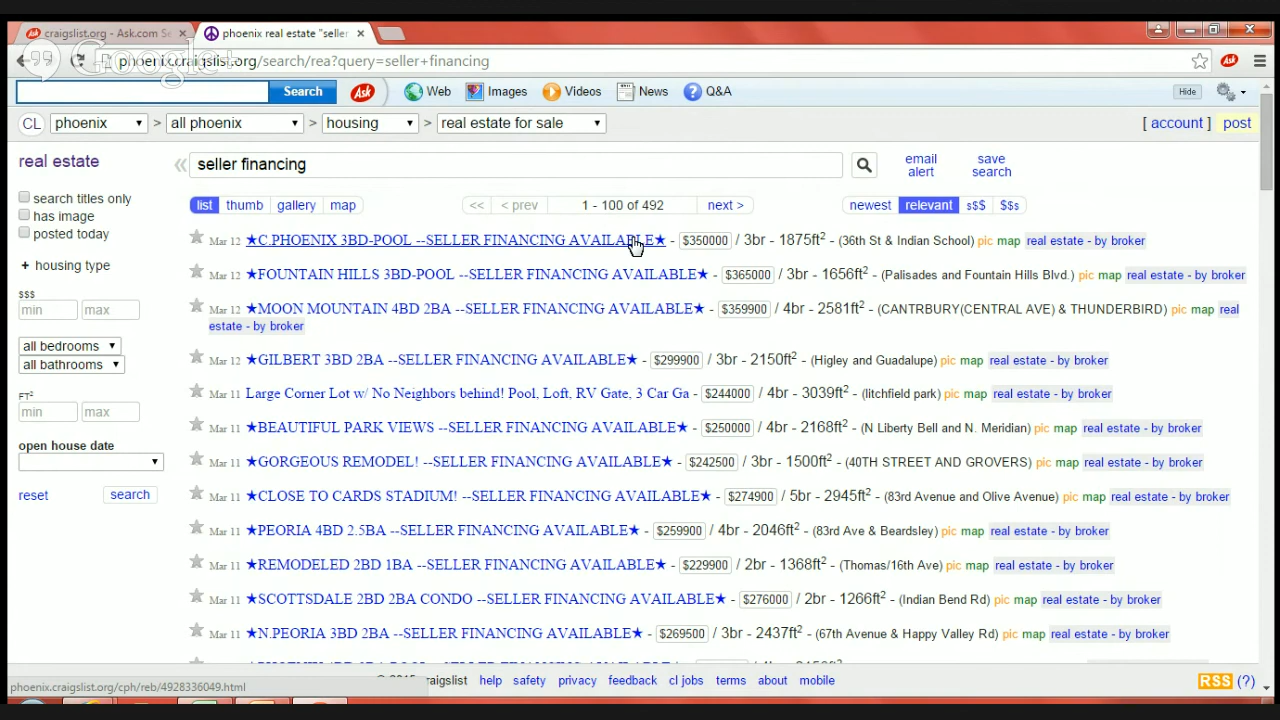 craigslist.org - Ask.com Se
phoenix real estate "seller
Google+
phoenix.craigslist.org/search/rea?query=seller+financing
Search Web Images Videos News Q&A Hide
CL phoenix > all phoenix > housing > real estate for sale [ account ] post
real estate
seller financing
email alert
save search
search titles only
has image
posted today
+ housing type
$$$
min max
all bedrooms
all bathrooms
FT2
min max
open house date
reset search
list thumb gallery map << < prev 1 - 100 of 492 next > newest relevant s$$ $$s
Mar 12 ★C.PHOENIX 3BD-POOL --SELLER FINANCING AVAILABLE★ - $350000 / 3br - 1875ft² - (36th St & Indian School) pic map real estate - by broker
Mar 12 ★FOUNTAIN HILLS 3BD-POOL --SELLER FINANCING AVAILABLE★ - $365000 / 3br - 1656ft² - (Palisades and Fountain Hills Blvd.) pic map real estate - by broker
Mar 12 ★MOON MOUNTAIN 4BD 2BA --SELLER FINANCING AVAILABLE★ - $359900 / 4br - 2581ft² - (CANTRBURY(CENTRAL AVE) & THUNDERBIRD) pic map real
estate - by broker
Mar 12 ★GILBERT 3BD 2BA --SELLER FINANCING AVAILABLE★ - $299900 / 3br - 2150ft² - (Higley and Guadalupe) pic map real estate - by broker
Mar 11 Large Corner Lot w/ No Neighbors behind! Pool, Loft, RV Gate, 3 Car Ga - $244000 / 4br - 3039ft² - (litchfield park) pic map real estate - by broker
Mar 11 ★BEAUTIFUL PARK VIEWS --SELLER FINANCING AVAILABLE★ - $250000 / 4br - 2168ft² - (N Liberty Bell and N. Meridian) pic map real estate - by broker
Mar 11 ★GORGEOUS REMODEL! --SELLER FINANCING AVAILABLE★ - $242500 / 3br - 1500ft² - (40TH STREET AND GROVERS) pic map real estate - by broker
Mar 11 ★CLOSE TO CARDS STADIUM! --SELLER FINANCING AVAILABLE★ - $274900 / 5br - 2945ft² - (83rd Avenue and Olive Avenue) pic map real estate - by broker
Mar 11 ★PEORIA 4BD 2.5BA --SELLER FINANCING AVAILABLE★ - $259900 / 4br - 2046ft² - (83rd Ave & Beardsley) pic map real estate - by broker
Mar 11 ★REMODELED 2BD 1BA --SELLER FINANCING AVAILABLE★ - $229900 / 2br - 1368ft² - (Thomas/16th Ave) pic map real estate - by broker
Mar 11 ★SCOTTSDALE 2BD 2BA CONDO --SELLER FINANCING AVAILABLE★ - $276000 / 2br - 1266ft² - (Indian Bend Rd) pic map real estate - by broker
Mar 11 ★N.PEORIA 3BD 2BA --SELLER FINANCING AVAILABLE★ - $269500 / 3br - 2437ft² - (67th Avenue & Happy Valley Rd) pic map real estate - by broker
craigslist help safety privacy feedback cl jobs terms about mobile RSS (?)
phoenix.craigslist.org/cph/reb/4928336049.html